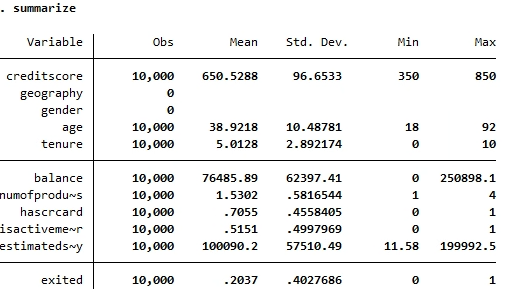 . summarize
Variable Obs Mean Std. Dev. Min Max
creditscore 10,000 650.5288 96.6533 350 850
geography 0
gender 0
age 10,000 38.9218 10.48781 18 92
tenure 10,000 5.0128 2.892174 0 10
balance 10,000 76485.89 62397.41 0 250898.1
numofprodu~s 10,000 1.5302 .5816544 1 4
hascrcard 10,000 .7055 .4558405 0 1
isactiveme~r 10,000 .5151 .4997969 0 1
estimateds~y 10,000 100090.2 57510.49 11.58 199992.5
exited 10,000 .2037 .4027686 0 1